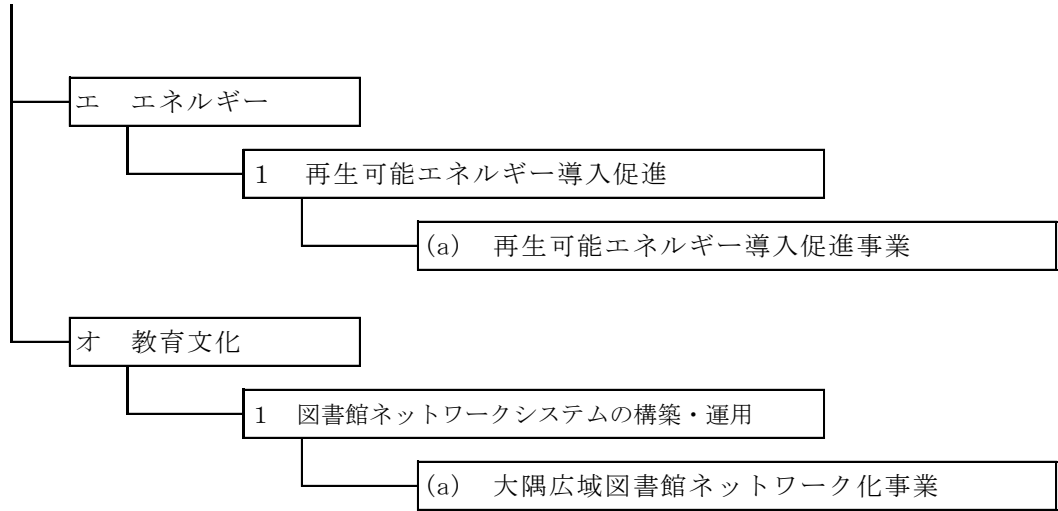 エ　エネルギー
１　再生可能エネルギー導入促進
(a)　再生可能エネルギー導入促進事業
オ　教育文化
１　図書館ネットワークシステムの構築・運用
(a)　大隅広域図書館ネットワーク化事業